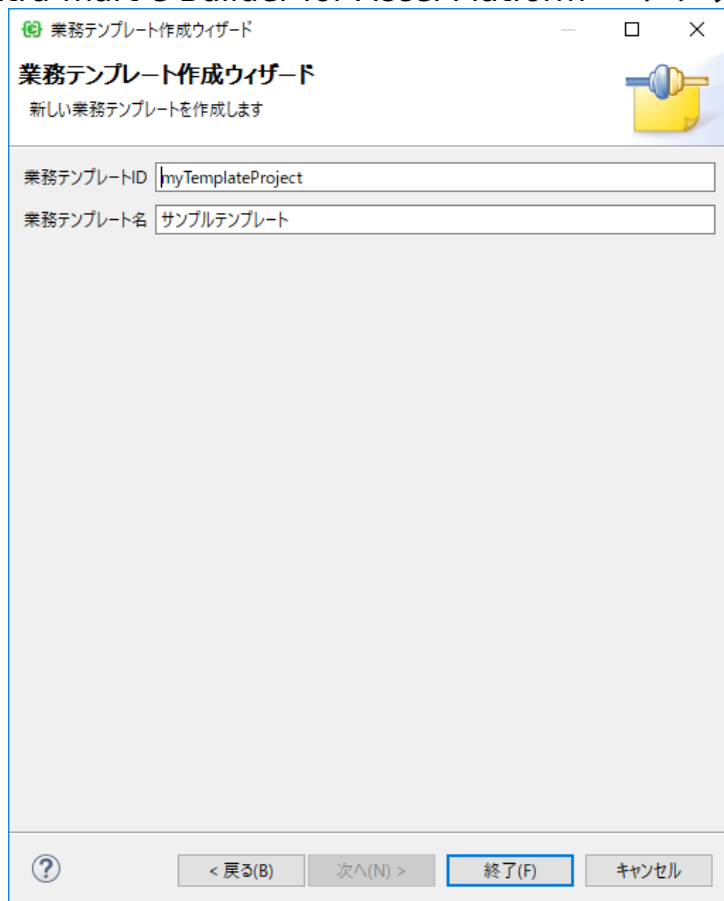 業務テンプレート作成ウィザード
業務テンプレート作成ウィザード
新しい業務テンプレートを作成します
業務テンプレートID myTemplateProject
業務テンプレート名 サンプルテンプレート
< 戻る(B) 次へ(N) > 終了(F) キャンセル